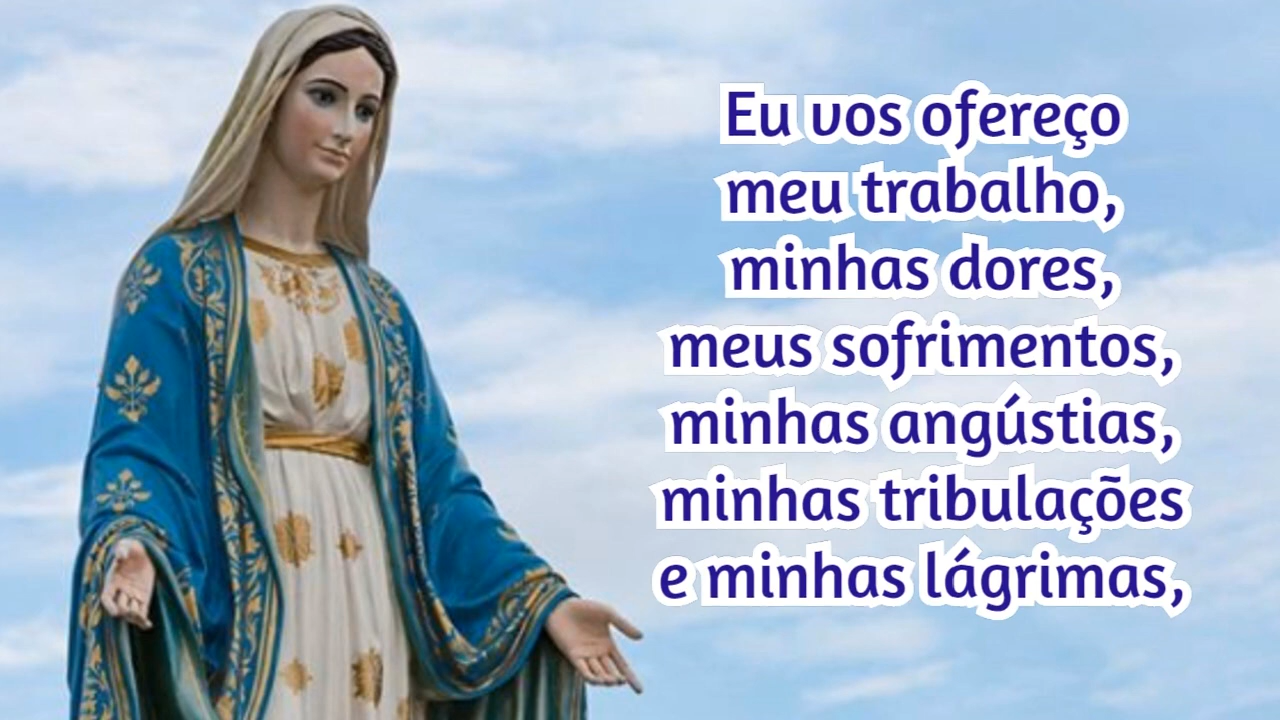 Eu vos ofereço
meu trabalho,
minhas dores,
meus sofrimentos,
minhas angústias,
minhas tribulações
e minhas lágrimas,